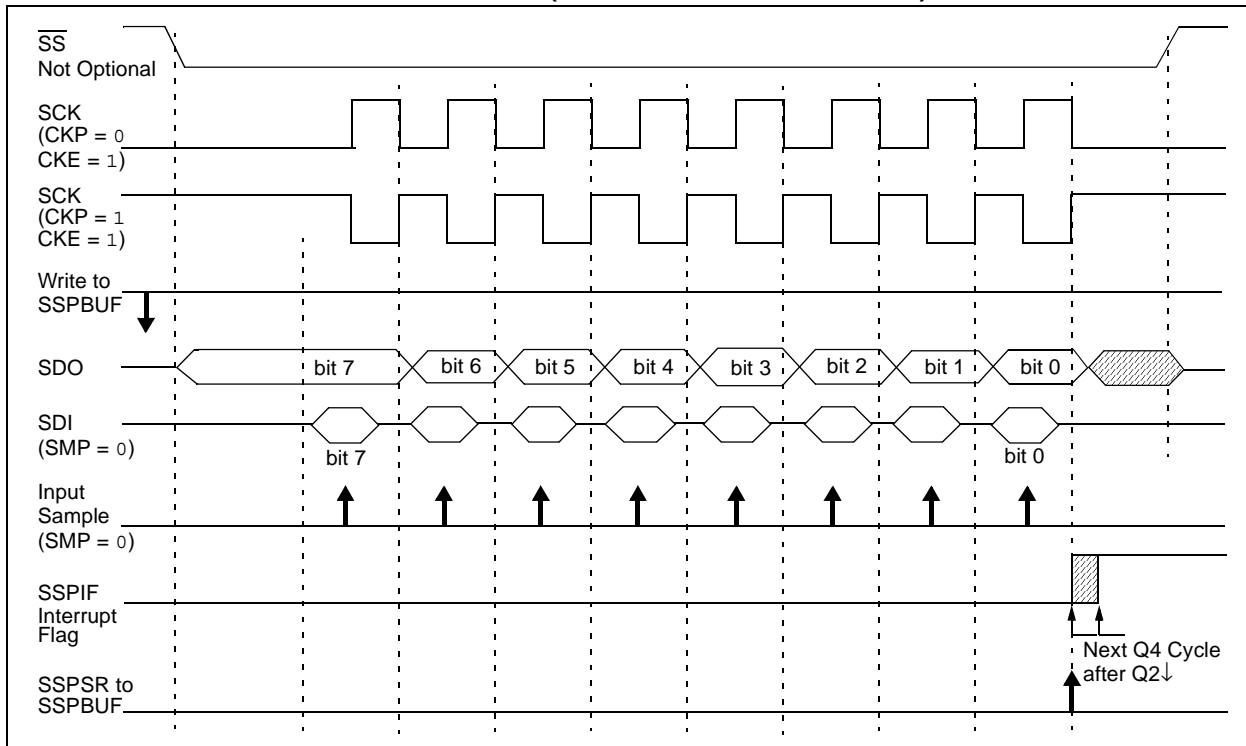 SS
Not Optional
SCK
(CKP = 0
CKE = 1)
SCK
(CKP = 1
CKE = 1)
Write to
SSPBUF
SDO
bit 7
bit 6
bit 5
bit 4
bit 3
bit 2
bit 1
bit 0
SDI
(SMP = 0)
bit 7
bit 0
Input
Sample
(SMP = 0)
SSPIF
Interrupt
Flag
Next Q4 Cycle
after Q2↓
SSPSR to
SSPBUF